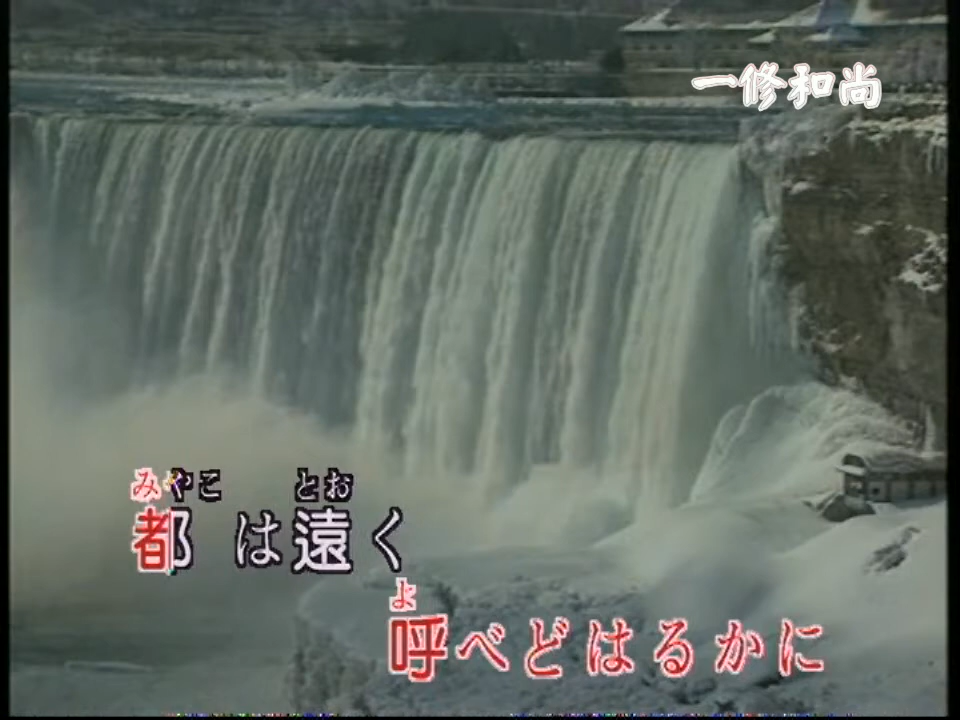 一修和尚
みやこ とお
都は遠く
よ
呼べどはるかに